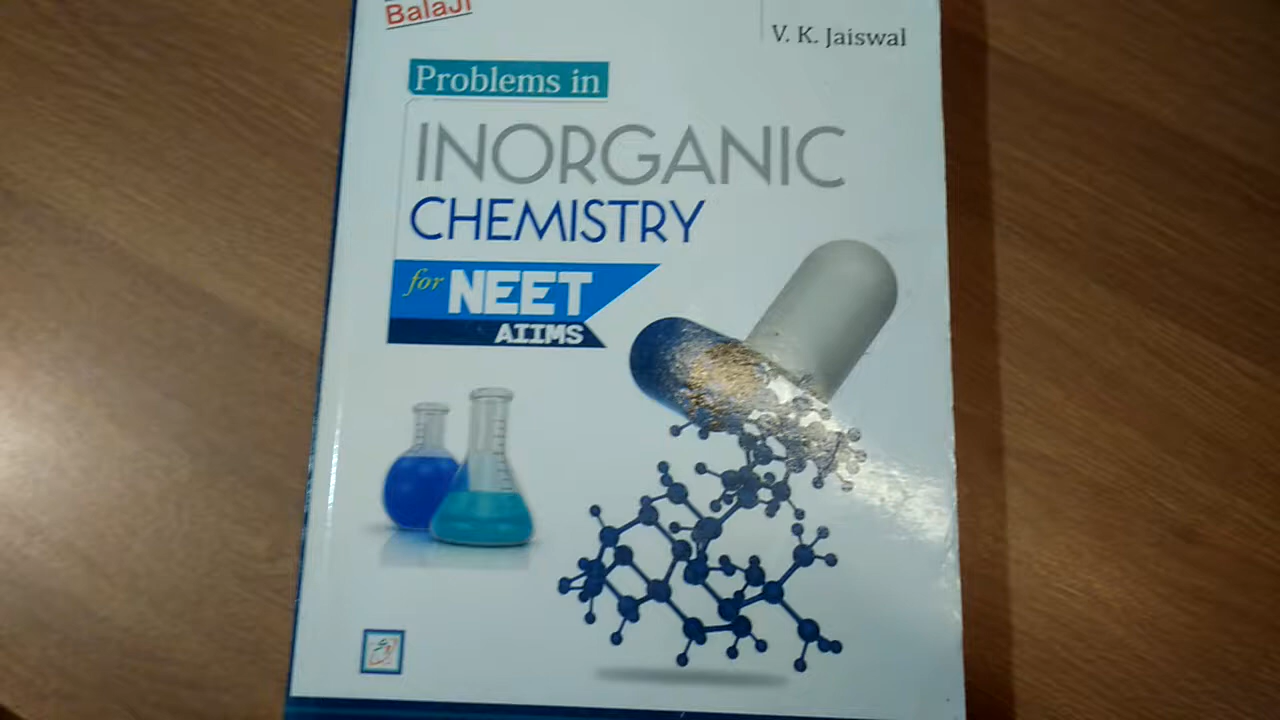 BalaJi
V. K. Jaiswal
Problems in
INORGANIC
CHEMISTRY
for NEET
AIIMS